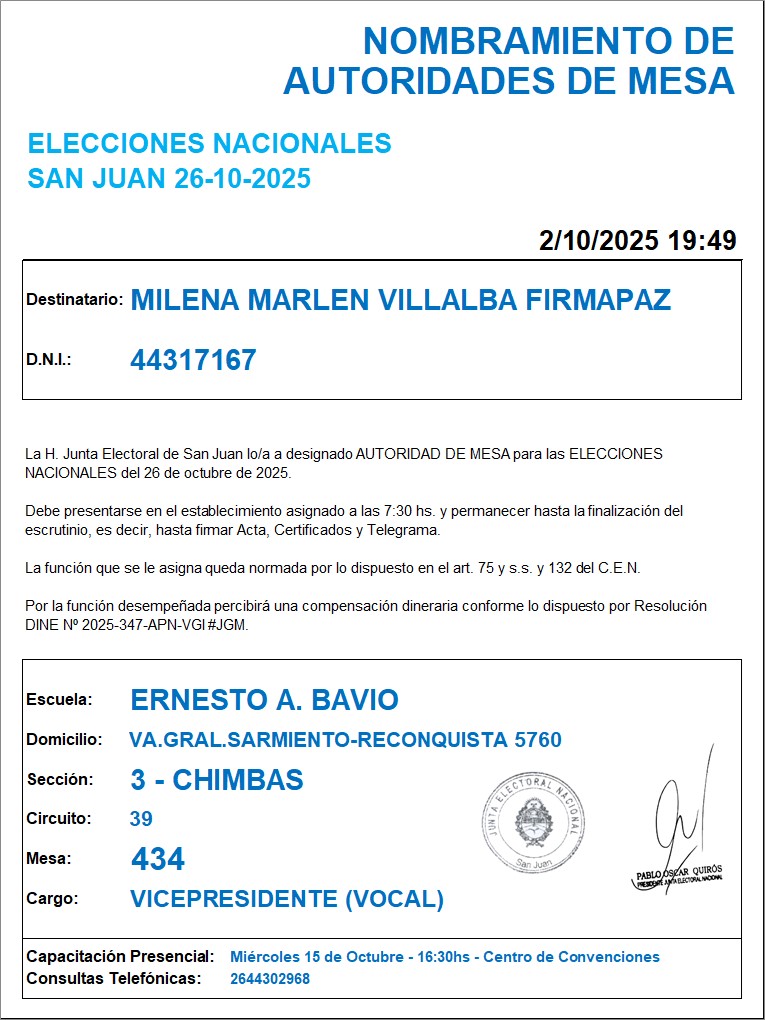 NOMBRAMIENTO DE
AUTORIDADES DE MESA
ELECCIONES NACIONALES
SAN JUAN 26-10-2025
2/10/2025 19:49
Destinatario: MILENA MARLEN VILLALBA FIRMAPAZ
D.N.I.: 44317167
La H. Junta Electoral de San Juan lo/a a designado AUTORIDAD DE MESA para las ELECCIONES
NACIONALES del 26 de octubre de 2025.
Debe presentarse en el establecimiento asignado a las 7:30 hs. y permanecer hasta la finalización del
escrutinio, es decir, hasta firmar Acta, Certificados y Telegrama.
La función que se le asigna queda normada por lo dispuesto en el art. 75 y s.s. y 132 del C.E.N.
Por la función desempeñada percibirá una compensación dineraria conforme lo dispuesto por Resolución
DINE Nº 2025-347-APN-VGI#JGM.
Escuela: ERNESTO A. BAVIO
Domicilio: VA.GRAL.SARMIENTO-RECONQUISTA 5760
Sección: 3 - CHIMBAS
Circuito: 39
Mesa: 434
Cargo: VICEPRESIDENTE (VOCAL)
JUNTA ELECTORAL NACIONAL
San Juan
PABLO OSCAR QUIRÓS
PRESIDENTE JUNTA ELECTORAL NACIONAL
Capacitación Presencial: Miércoles 15 de Octubre - 16:30hs - Centro de Convenciones
Consultas Telefónicas: 2644302968